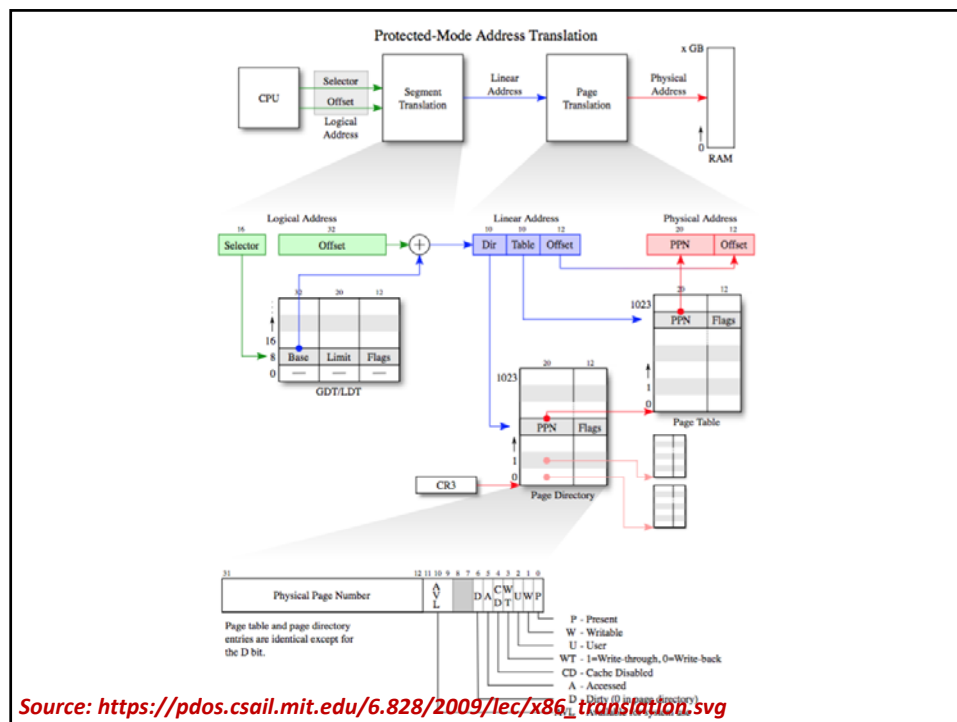 Protected-Mode Address Translation
x GB
CPU
Selector
Offset
Logical
Address
Segment
Translation
Linear
Address
Page
Translation
Physical
Address
0
RAM
Logical Address
16
32
Selector
Offset
Linear Address
10
10
12
Dir
Table
Offset
Physical Address
20
12
PPN
Offset
32
20
12
16
8
0
Base
Limit
Flags
GDT/LDT
20
12
1023
PPN
Flags
1
0
Page Table
20
12
1023
PPN
Flags
1
0
Page Directory
CR3
31
12 11 10 9 8 7 6 5 4 3 2 1 0
Physical Page Number
A
V
L
D
A
C
D
W
T
U
W
P
Page table and page directory
entries are identical except for
the D bit.
P - Present
W - Writable
U - User
WT - 1=Write-through, 0=Write-back
CD - Cache Disabled
A - Accessed
D - Dirty (0 in page directory)
Source: https://pdos.csail.mit.edu/6.828/2009/lec/x86_translation.svg